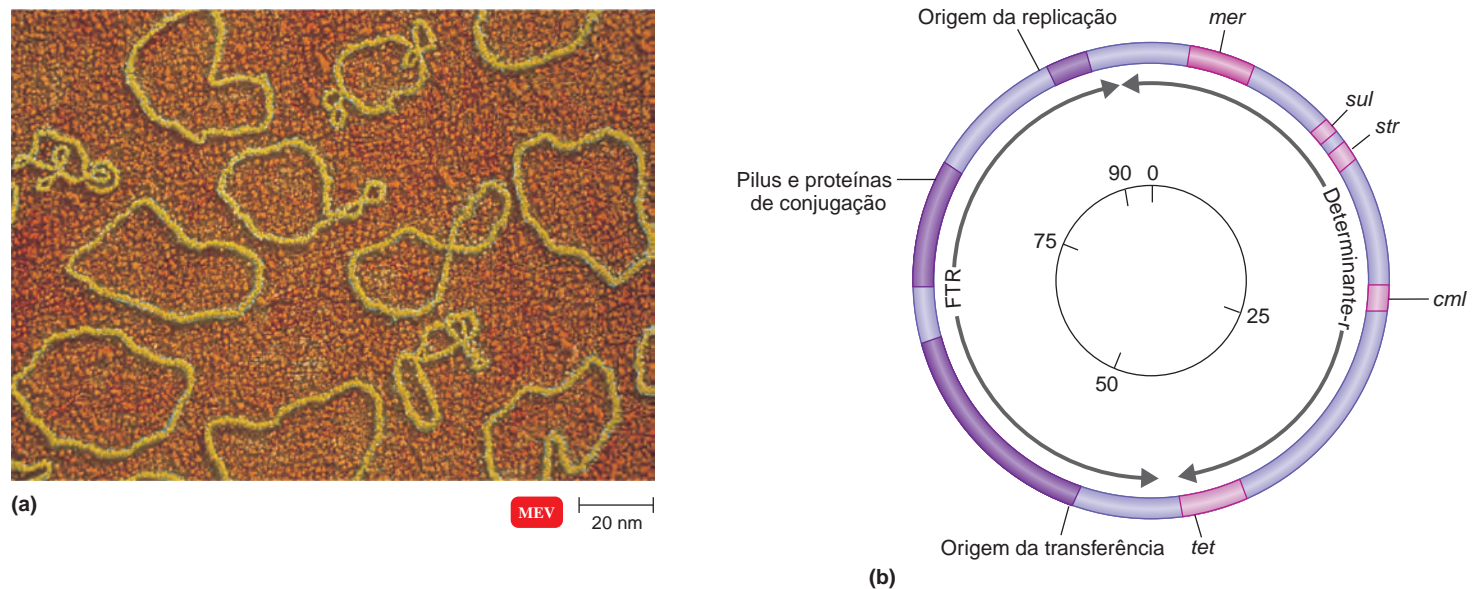 (a)
MEV
20 nm
Origem da replicação
mer
sul
str
Pilus e proteínas
de conjugação
90 0
75
25
50
FTR
Determinante-r
cml
Origem da transferência
tet
(b)